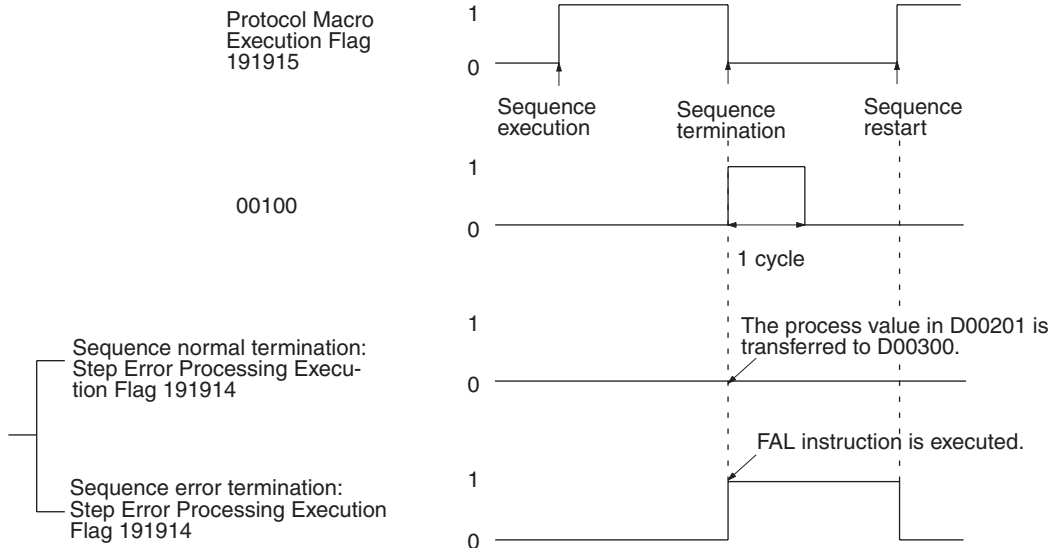 Protocol Macro
Execution Flag
191915
1
0
Sequence
execution
Sequence
termination
Sequence
restart
00100
1
0
1 cycle
Sequence normal termination:
Step Error Processing Execu-
tion Flag 191914
1
0
The process value in D00201 is
transferred to D00300.
Sequence error termination:
Step Error Processing Execution
Flag 191914
1
0
FAL instruction is executed.